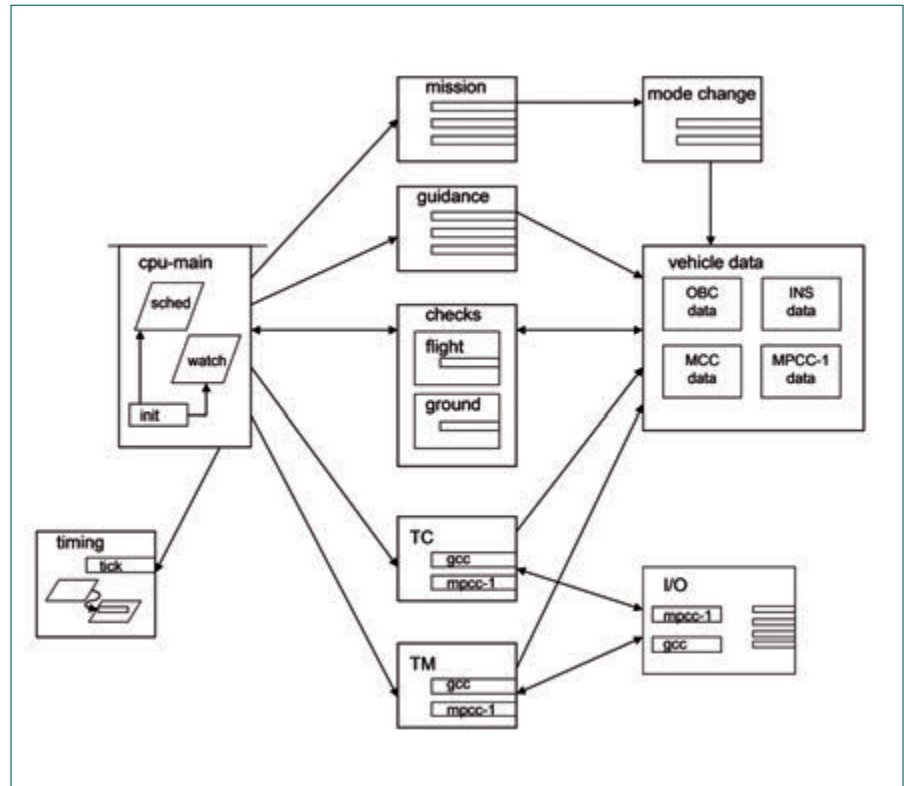 mission
mode change
guidance
cpu-main
sched
watch
init
checks
flight
ground
vehicle data
OBC
data
INS
data
MCC
data
MPCC-1
data
timing
tick
TC
gcc
mpcc-1
I/O
mpcc-1
gcc
TM
gcc
mpcc-1